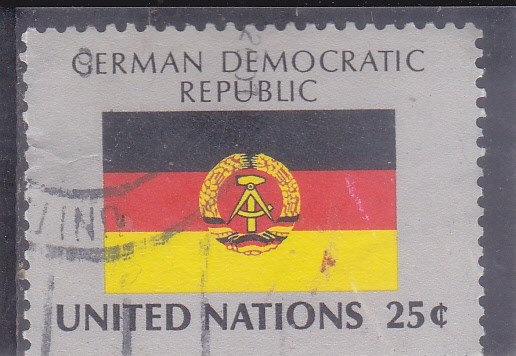 GERMAN DEMOCRATIC
REPUBLIC
UNITED NATIONS 25¢